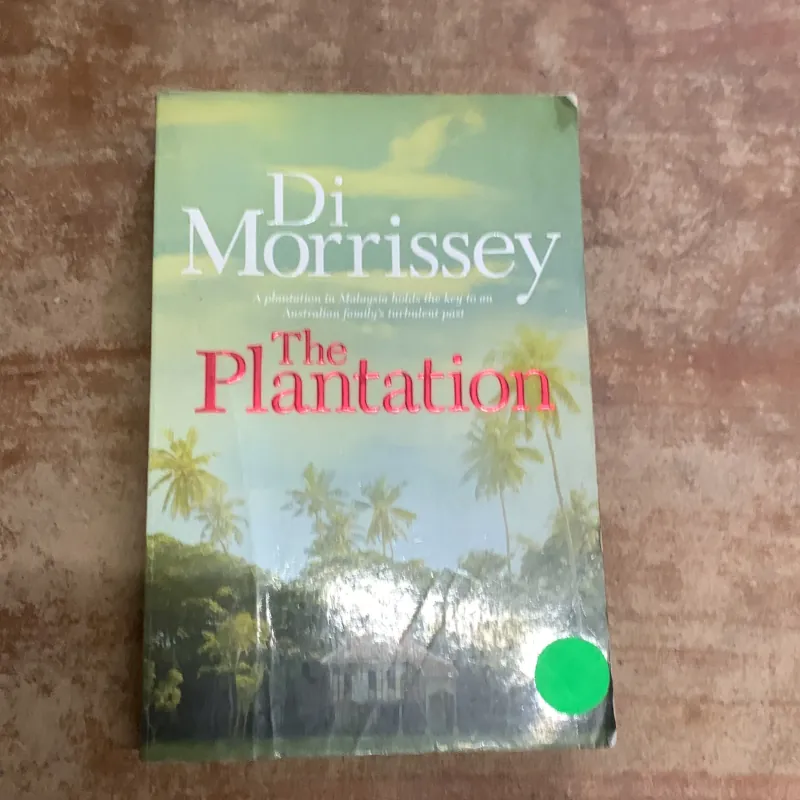 Di
Morrissey
A plantation in Malaysia holds the key to an
Australian family's turbulent past
The
Plantation